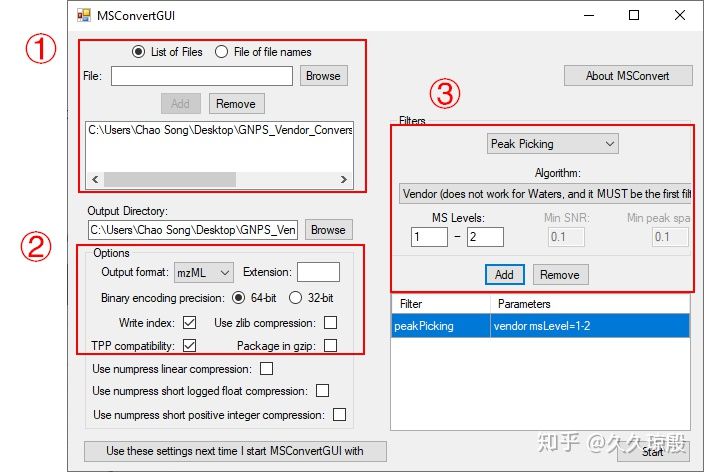 MSConvertGUI
①
List of Files File of file names
File: Browse
Add Remove
C:\Users\Chao Song\Desktop\GNPS_Vendor_Convers
Output Directory:
C:\Users\Chao Song\Desktop\GNPS_Ven Browse
②
Options
Output format: mzML Extension:
Binary encoding precision: 64-bit 32-bit
Write index: Use zlib compression:
TPP compatibility: Package in gzip:
Use numpress linear compression:
Use numpress short logged float compression:
Use numpress short positive integer compression:
Use these settings next time I start MSConvertGUI with
About MSConvert
③
Filters
Peak Picking
Algorithm:
Vendor (does not work for Waters, and it MUST be the first filt
MS Levels: Min SNR: Min peak spa
1 – 2 0.1 0.1
Add Remove
Filter Parameters
peakPicking vendor msLevel=1-2
知乎 @久久琼殿
Start